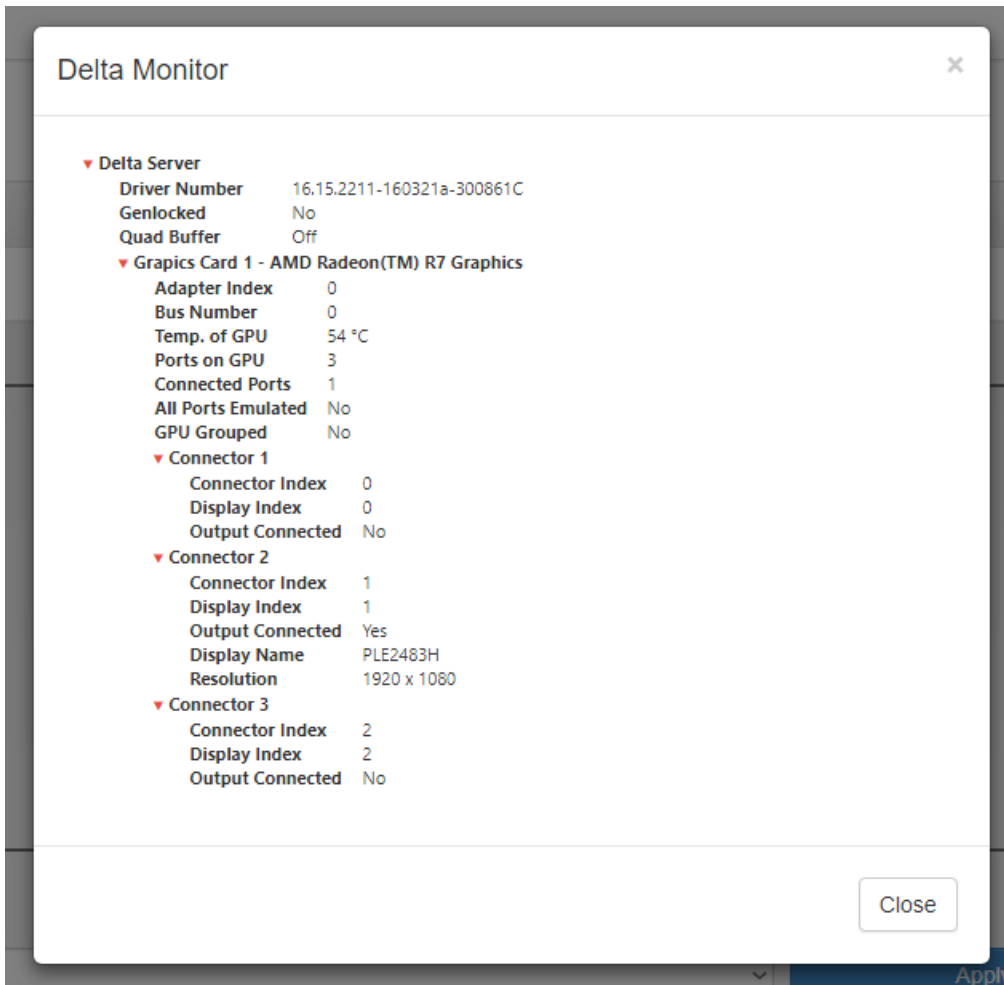 Delta Monitor ×
▾ Delta Server
Driver Number 16.15.2211-160321a-300861C
Genlocked No
Quad Buffer Off
▾ Grapics Card 1 - AMD Radeon(TM) R7 Graphics
Adapter Index 0
Bus Number 0
Temp. of GPU 54 °C
Ports on GPU 3
Connected Ports 1
All Ports Emulated No
GPU Grouped No
▾ Connector 1
Connector Index 0
Display Index 0
Output Connected No
▾ Connector 2
Connector Index 1
Display Index 1
Output Connected Yes
Display Name PLE2483H
Resolution 1920 x 1080
▾ Connector 3
Connector Index 2
Display Index 2
Output Connected No
Close
Apply